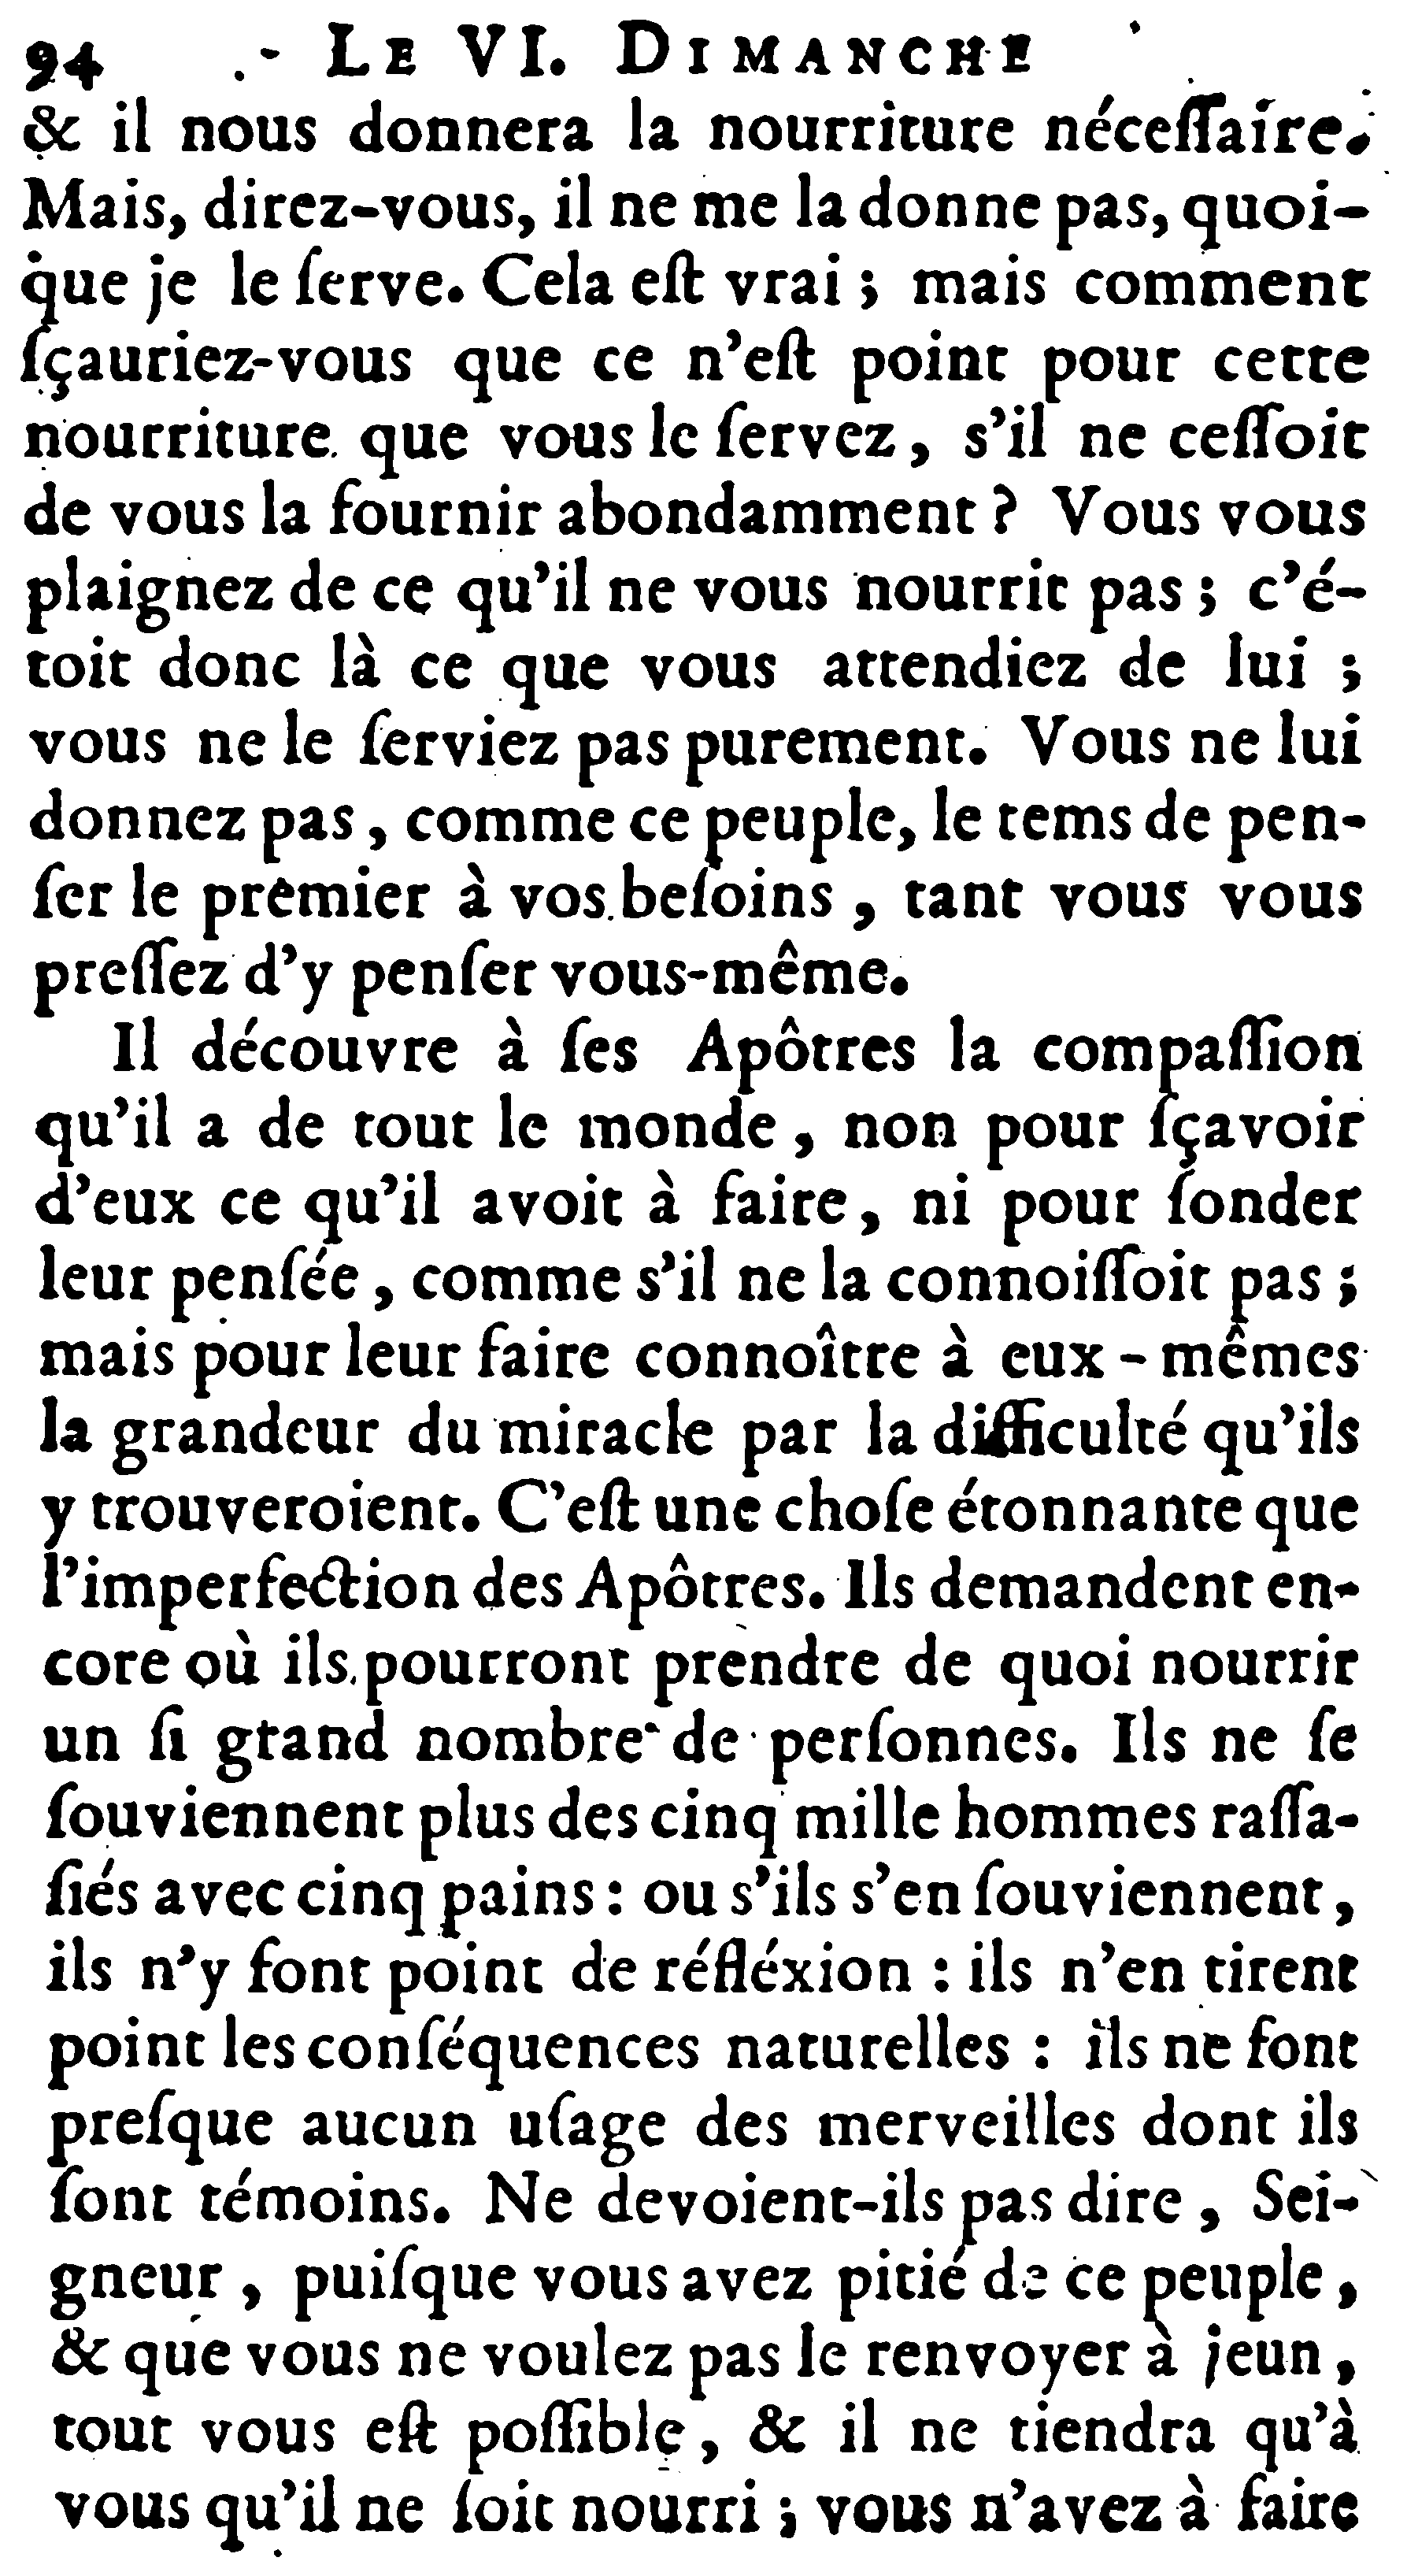 94 LE VI. DIMANCHE
& il nous donnera la nourriture néceſſaire.
Mais, direz-vous, il ne me la donne pas, quoi-
que je le ſerve. Cela eſt vrai ; mais comment
ſçauriez-vous que ce n'eſt point pour cette
nourriture que vous le ſervez, s'il ne ceſſoit
de vous la fournir abondamment ? Vous vous
plaignez de ce qu'il ne vous nourrit pas ; c'é-
toit donc là ce que vous attendiez de lui ;
vous ne le ſerviez pas purement. Vous ne lui
donnez pas, comme ce peuple, le tems de pen-
ſer le premier à vos beſoins, tant vous vous
preſſez d'y penſer vous-même.
Il découvre à ſes Apôtres la compaſſion
qu'il a de tout le monde, non pour ſçavoir
d'eux ce qu'il avoit à faire, ni pour ſonder
leur penſée, comme s'il ne la connoiſſoit pas ;
mais pour leur faire connoître à eux-mêmes
la grandeur du miracle par la difficulté qu'ils
y trouveroient. C'eſt une choſe étonnante que
l'imperfection des Apôtres. Ils demandent en-
core où ils pourront prendre de quoi nourrir
un ſi grand nombre de perſonnes. Ils ne ſe
ſouviennent plus des cinq mille hommes raſſa-
ſiés avec cinq pains : ou s'ils s'en ſouviennent,
ils n'y font point de réfléxion : ils n'en tirent
point les conſéquences naturelles : ils ne font
preſque aucun uſage des merveilles dont ils
ſont témoins. Ne devoient-ils pas dire, Sei-
gneur, puiſque vous avez pitié de ce peuple,
& que vous ne voulez pas le renvoyer à jeun,
tout vous eſt poſſible, & il ne tiendra qu'à
vous qu'il ne ſoit nourri ; vous n'avez à faire